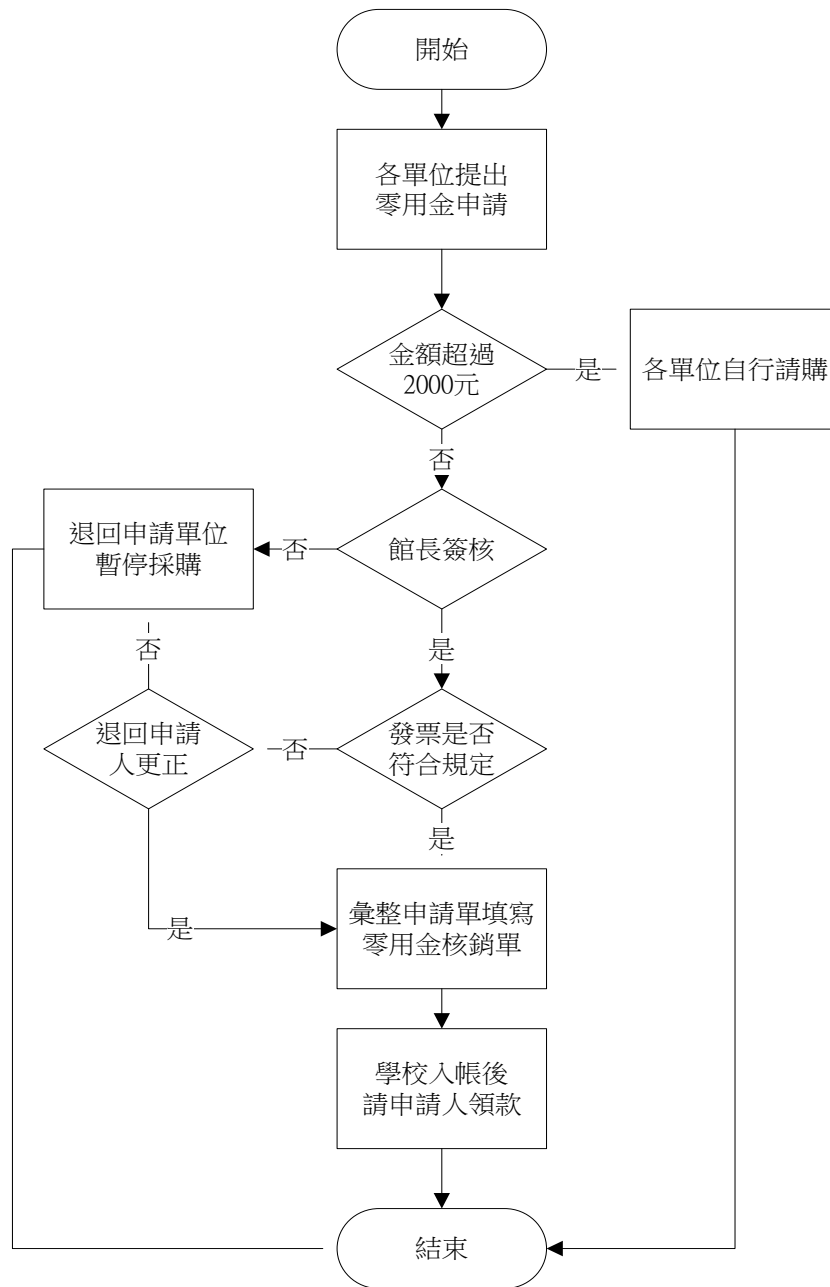 開始
各單位提出
零用金申請
金額超過
2000元
是
各單位自行請購
否
退回申請單位
暫停採購
否
館長簽核
否
是
退回申請
人更正
否
發票是否
符合規定
是
彙整申請單填寫
零用金核銷單
是
學校入帳後
請申請人領款
結束